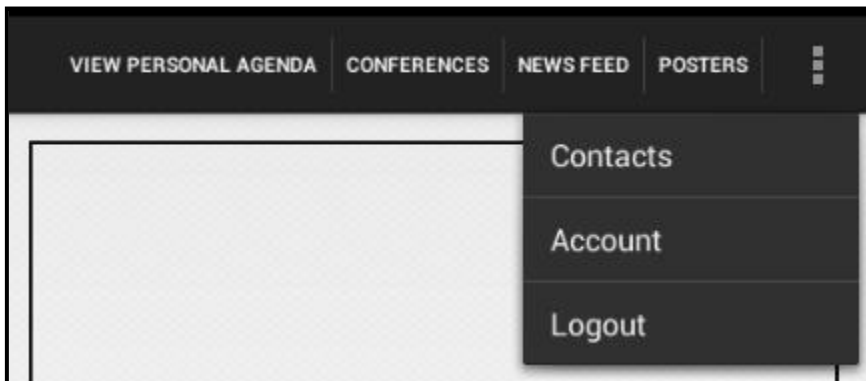 VIEW PERSONAL AGENDA CONFERENCES NEWS FEED POSTERS
Contacts
Account
Logout